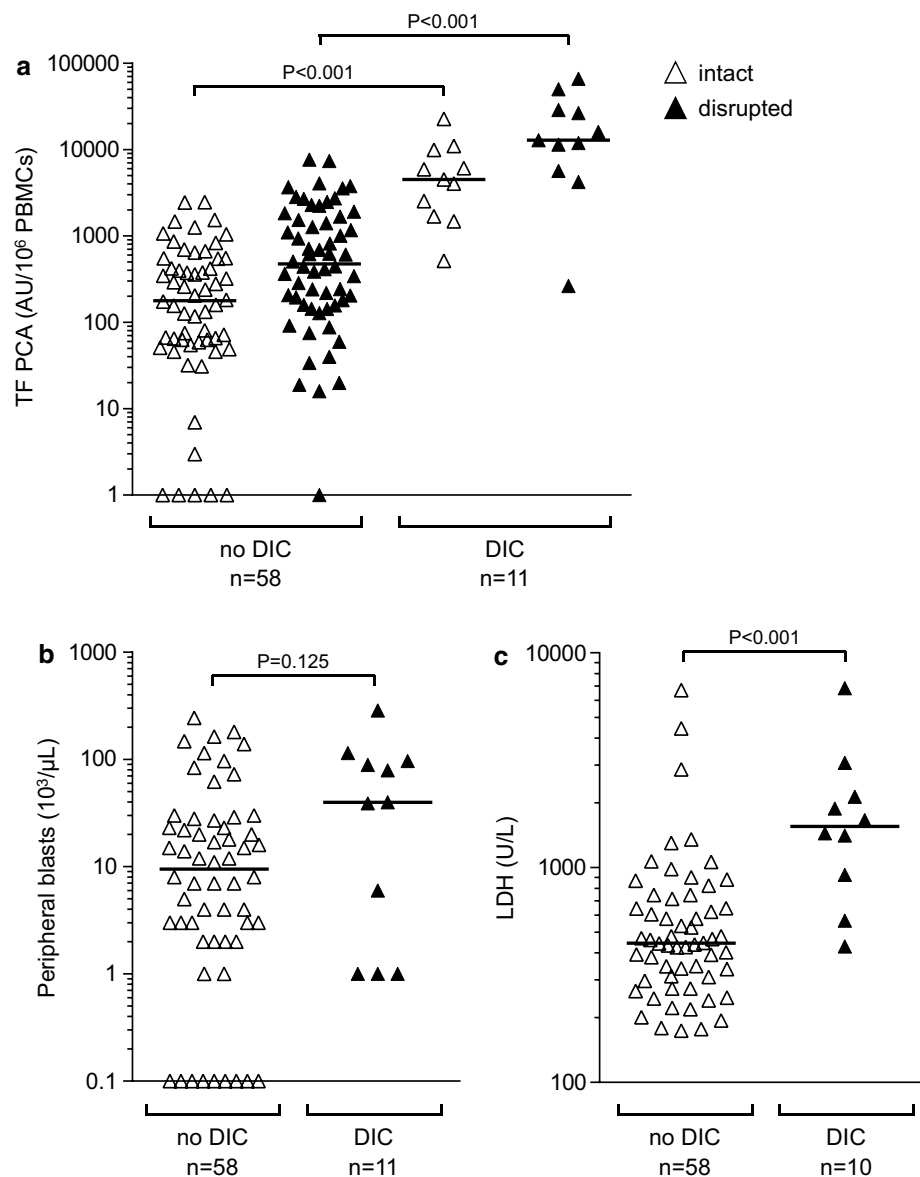 a
P<0.001
P<0.001
TF PCA (AU/10⁶ PBMCs)
100000
10000
1000
100
10
1
intact
disrupted
no DIC
n=58
DIC
n=11
b
P=0.125
Peripheral blasts (10³/µL)
1000
100
10
1
0.1
no DIC
n=58
DIC
n=11
c
P<0.001
LDH (U/L)
10000
1000
100
no DIC
n=58
DIC
n=10